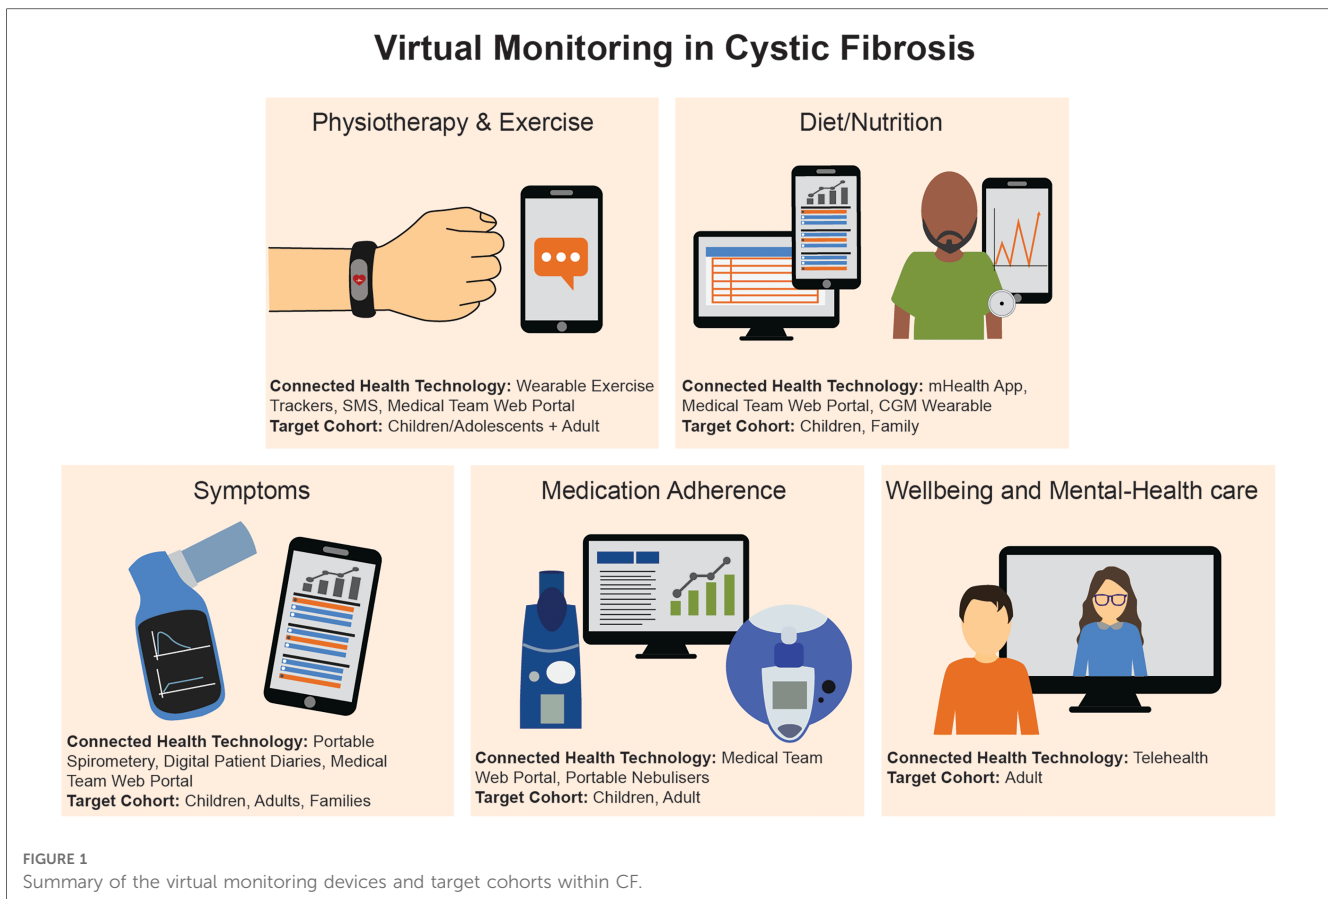 Virtual Monitoring in Cystic Fibrosis
Physiotherapy & Exercise
Connected Health Technology: Wearable Exercise
Trackers, SMS, Medical Team Web Portal
Target Cohort: Children/Adolescents + Adult
Diet/Nutrition
Connected Health Technology: mHealth App,
Medical Team Web Portal, CGM Wearable
Target Cohort: Children, Family
Symptoms
Connected Health Technology: Portable
Spirometery, Digital Patient Diaries, Medical
Team Web Portal
Target Cohort: Children, Adults, Families
Medication Adherence
Connected Health Technology: Medical Team
Web Portal, Portable Nebulisers
Target Cohort: Children, Adult
Wellbeing and Mental-Health care
Connected Health Technology: Telehealth
Target Cohort: Adult
FIGURE 1
Summary of the virtual monitoring devices and target cohorts within CF.